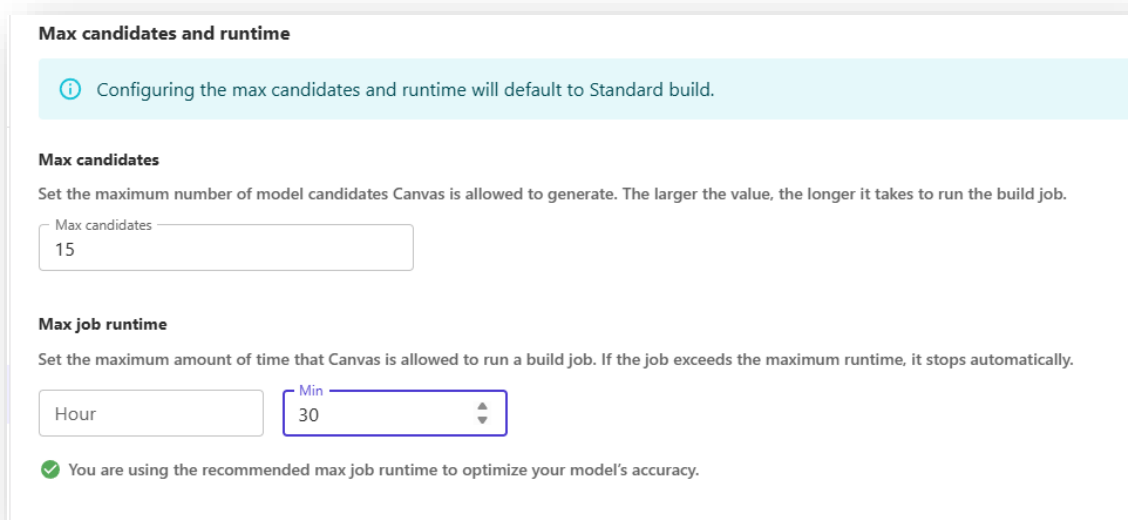 Max candidates and runtime
Configuring the max candidates and runtime will default to Standard build.
Max candidates
Set the maximum number of model candidates Canvas is allowed to generate. The larger the value, the longer it takes to run the build job.
Max candidates
15
Max job runtime
Set the maximum amount of time that Canvas is allowed to run a build job. If the job exceeds the maximum runtime, it stops automatically.
Hour
Min
30
You are using the recommended max job runtime to optimize your model’s accuracy.